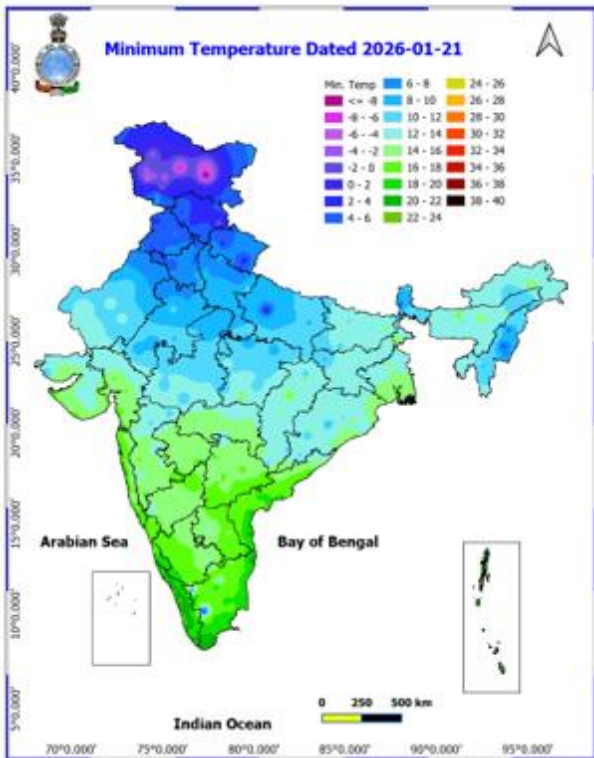 Minimum Temperature Dated 2026-01-21
Min. Temp
<= -8
-8 - -6
-6 - -4
-4 - -2
-2 - 0
0 - 2
2 - 4
4 - 6
6 - 8
8 - 10
10 - 12
12 - 14
14 - 16
16 - 18
18 - 20
20 - 22
22 - 24
24 - 26
26 - 28
28 - 30
30 - 32
32 - 34
34 - 36
36 - 38
38 - 40
40°0.000'
35°0.000'
30°0.000'
25°0.000'
20°0.000'
15°0.000'
10°0.000'
5°0.000'
Arabian Sea
Bay of Bengal
Indian Ocean
0 250 500 km
70°0.000' 75°0.000' 80°0.000' 90°0.000' 95°0.000'